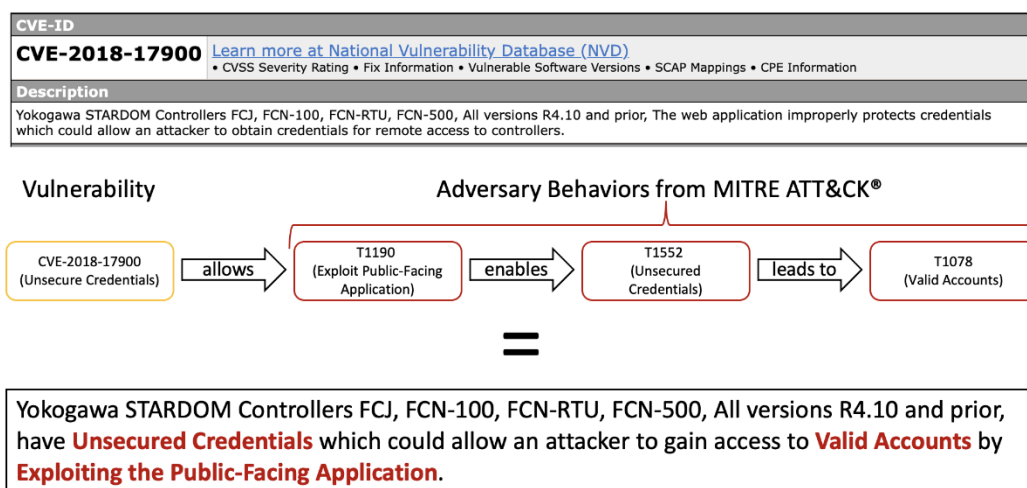 CVE-ID
CVE-2018-17900 Learn more at National Vulnerability Database (NVD)
• CVSS Severity Rating • Fix Information • Vulnerable Software Versions • SCAP Mappings • CPE Information
Description
Yokogawa STARDOM Controllers FCJ, FCN-100, FCN-RTU, FCN-500, All versions R4.10 and prior, The web application improperly protects credentials
which could allow an attacker to obtain credentials for remote access to controllers.
Vulnerability
Adversary Behaviors from MITRE ATT&CK®
CVE-2018-17900
(Unsecure Credentials)
allows
T1190
(Exploit Public-Facing
Application)
enables
T1552
(Unsecured
Credentials)
leads to
T1078
(Valid Accounts)
=
Yokogawa STARDOM Controllers FCJ, FCN-100, FCN-RTU, FCN-500, All versions R4.10 and prior,
have Unsecured Credentials which could allow an attacker to gain access to Valid Accounts by
Exploiting the Public-Facing Application.